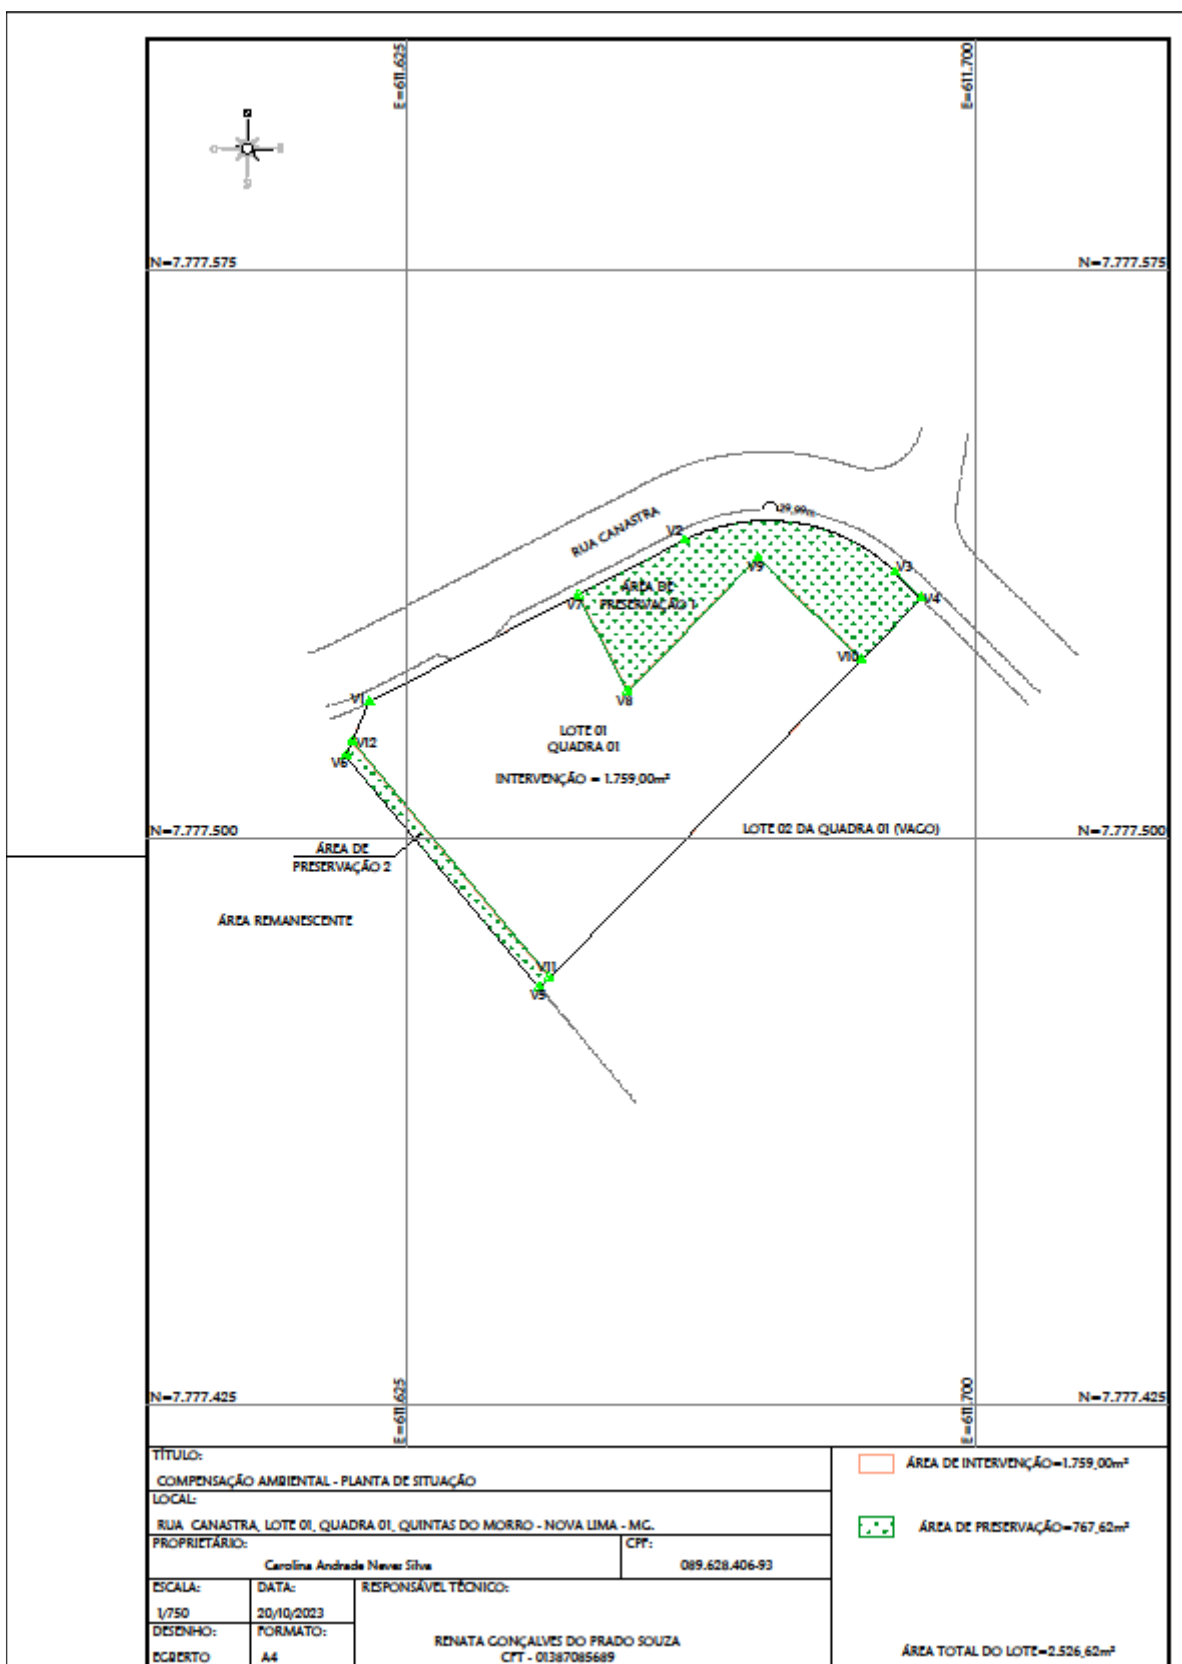 E=611.625
E=611.700
N=7.777.575
N=7.777.575
29,99m
RUA CANASTRA
V2
V3
V9
ÁREA DE
PRESERVAÇÃO 1
V7
V4
V10
V1
V8
LOTE 01
QUADRA 01
V12
V6
INTERVENÇÃO = 1.759,00m²
N=7.777.500
LOTE 02 DA QUADRA 01 (VAGO)
N=7.777.500
ÁREA DE
PRESERVAÇÃO 2
ÁREA REMANESCENTE
V11
V5
N=7.777.425
E=611.625
E=611.700
N=7.777.425
TÍTULO:
COMPENSAÇÃO AMBIENTAL - PLANTA DE SITUAÇÃO
LOCAL:
RUA CANASTRA, LOTE 01, QUADRA 01, QUINTAS DO MORRO - NOVA LIMA - MG.
PROPRIETÁRIO:
Carolina Andrade Neves Silva
CPF:
089.628.406-93
ESCALA:
1/750
DATA:
20/10/2023
RESPONSÁVEL TÉCNICO:
RENATA GONÇALVES DO PRADO SOUZA
CFT - 01387085689
DESENHO:
EGBERTO
FORMATO:
A4
ÁREA DE INTERVENÇÃO=1.759,00m²
ÁREA DE PRESERVAÇÃO=767,62m²
ÁREA TOTAL DO LOTE=2.526,62m²